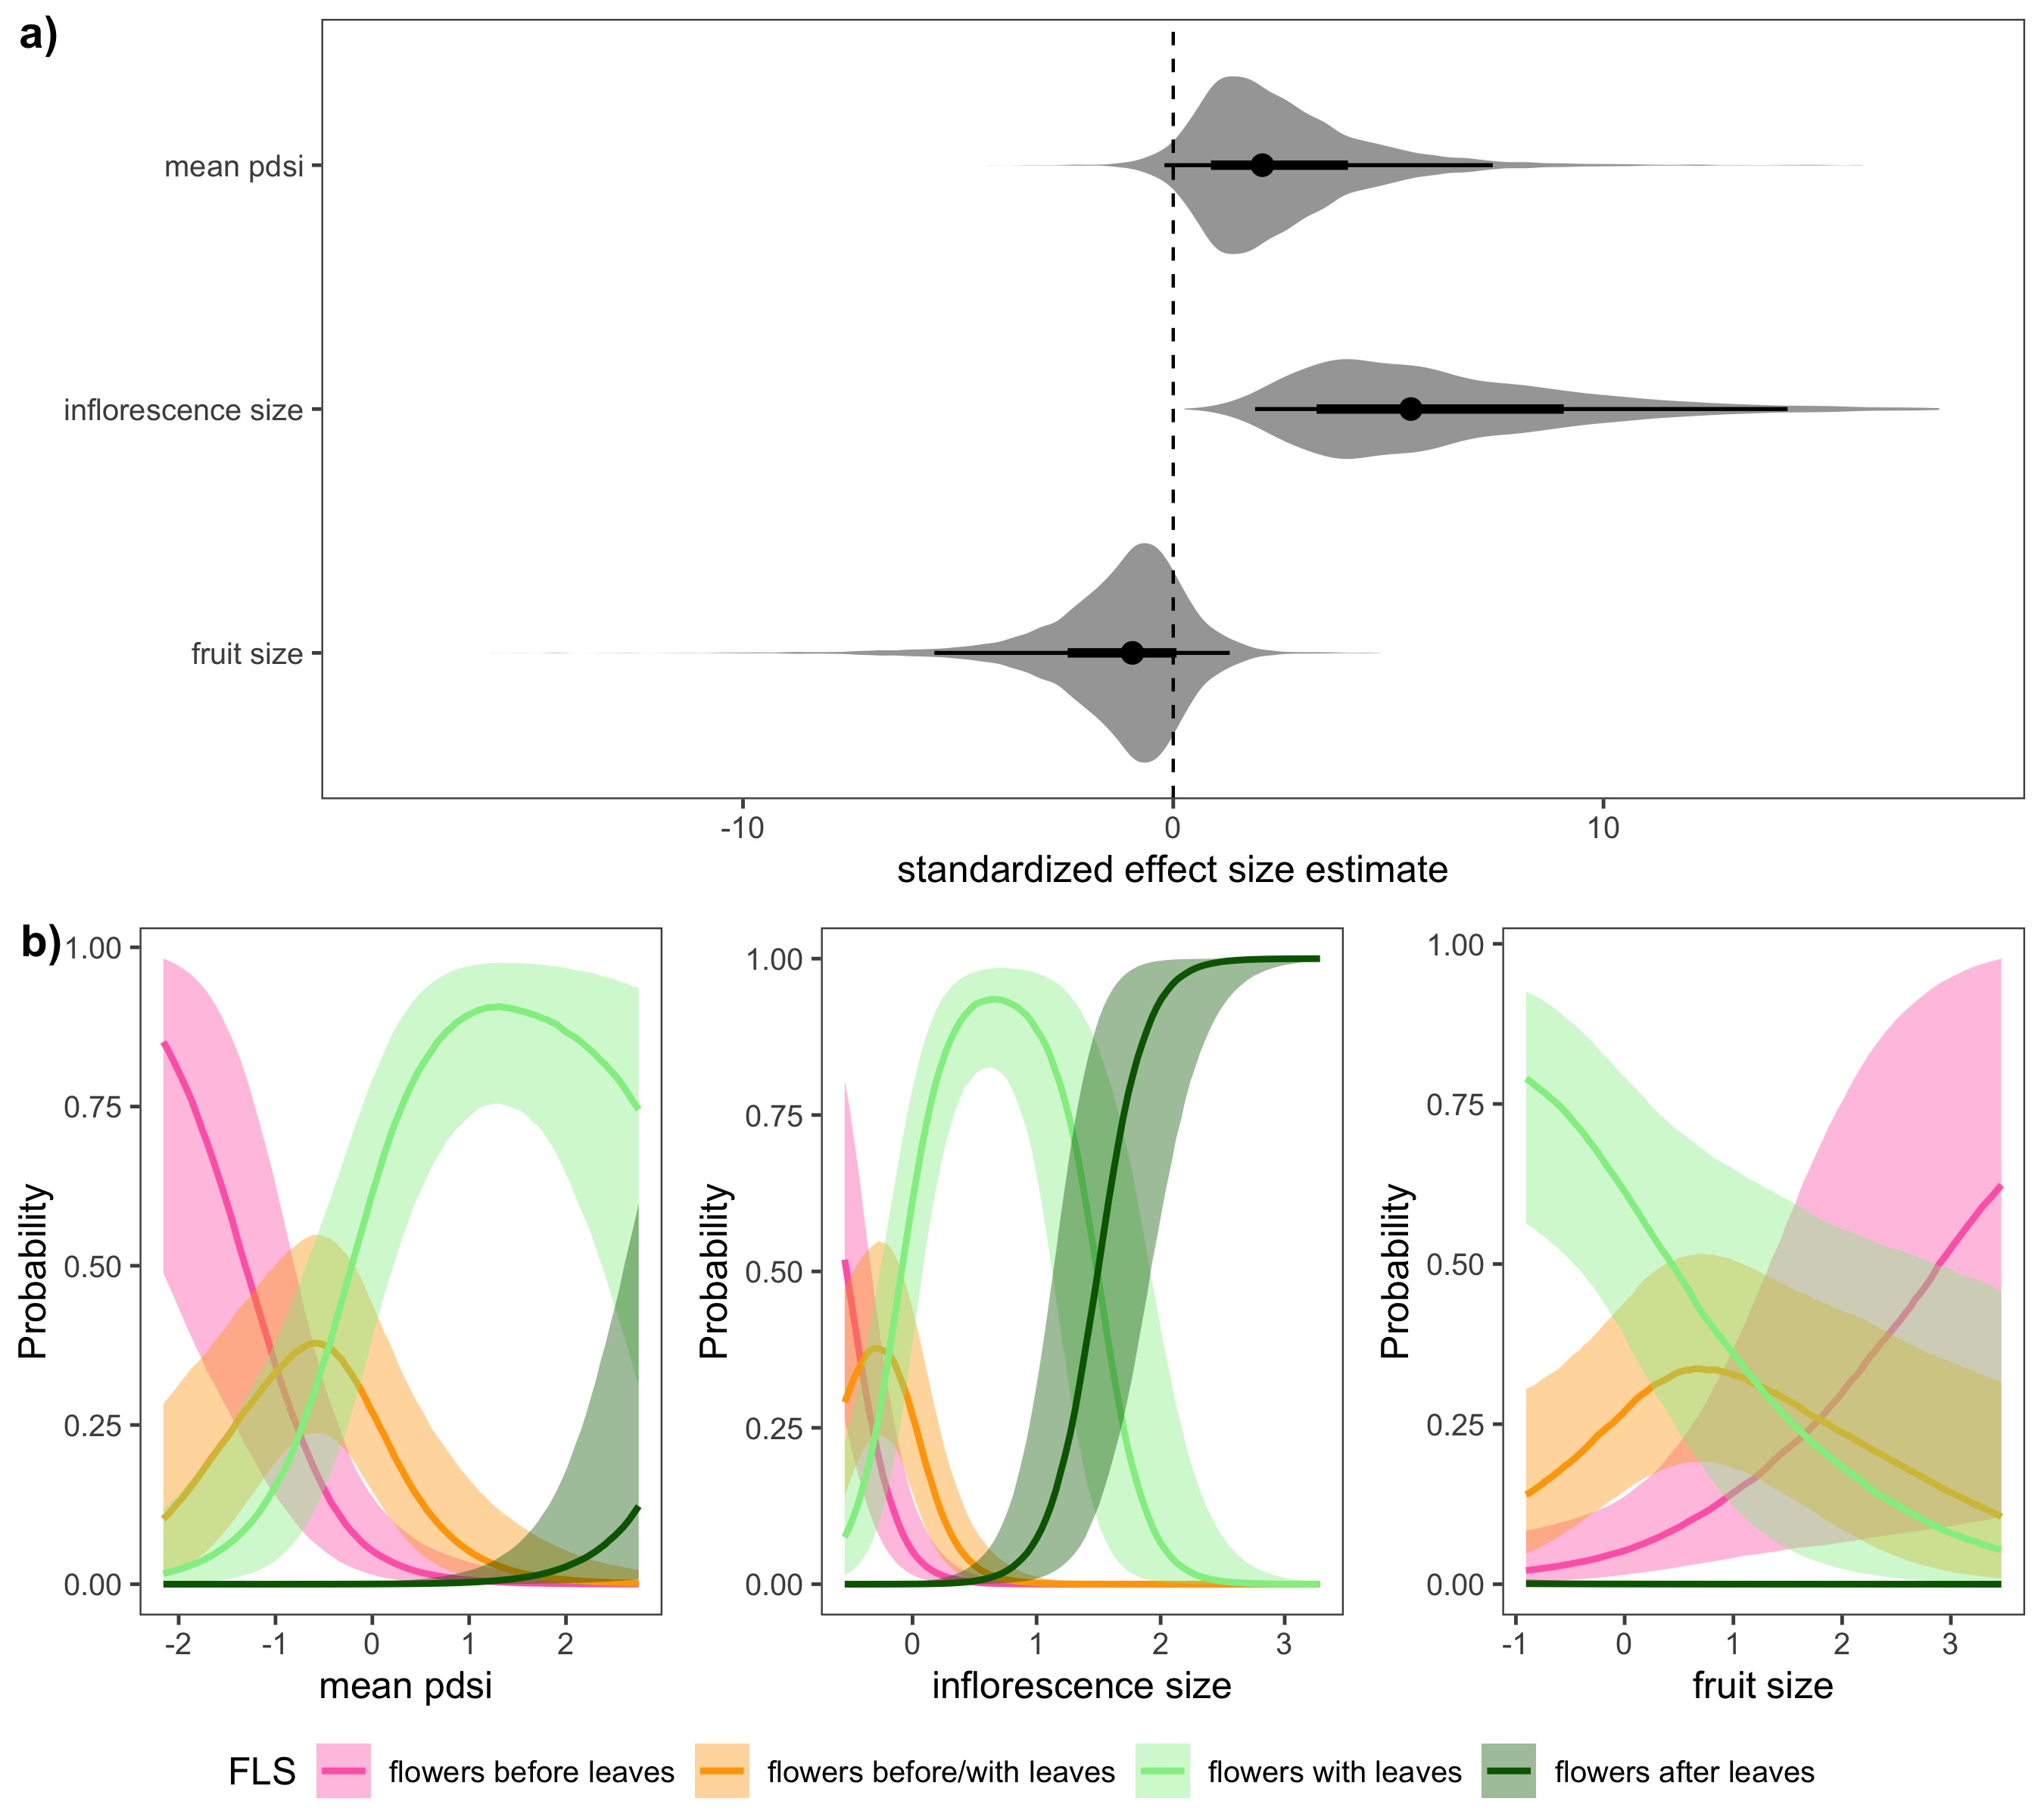 a)
mean pdsi
inflorescence size
fruit size
-10 0 10
standardized effect size estimate
b)
1.00
0.75
0.50
0.25
0.00
Probability
-2 -1 0 1 2
mean pdsi
1.00
0.75
0.50
0.25
0.00
Probability
0 1 2 3
inflorescence size
1.00
0.75
0.50
0.25
0.00
Probability
-1 0 1 2 3
fruit size
FLS flowers before leaves flowers before/with leaves flowers with leaves flowers after leaves